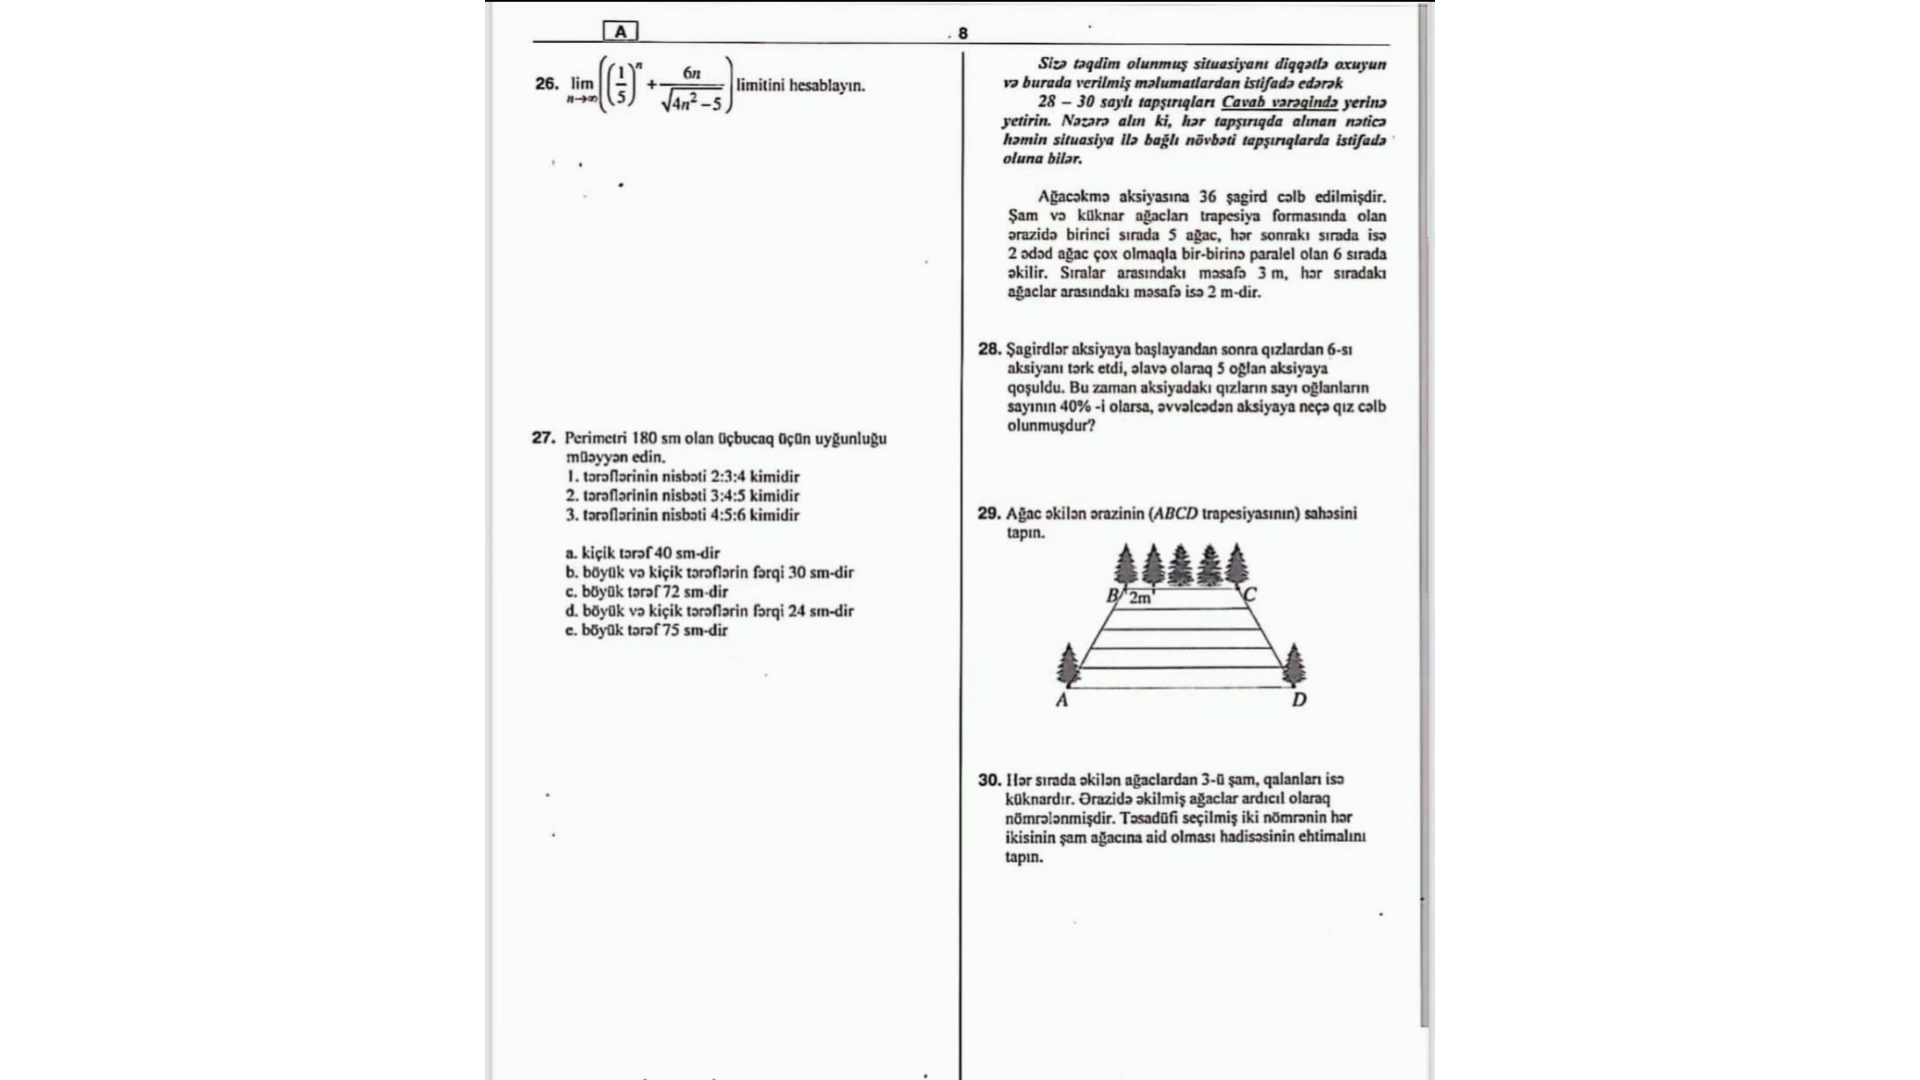 A
8
26. lim n→∞ ((1/5)^n + 6n/√(4n² – 5)) limitini hesablayın.
27. Perimetri 180 sm olan üçbucaq üçün uyğunluğu
müəyyən edin.
1. tərəflərinin nisbəti 2:3:4 kimidir
2. tərəflərinin nisbəti 3:4:5 kimidir
3. tərəflərinin nisbəti 4:5:6 kimidir
a. kiçik tərəf 40 sm-dir
b. böyük və kiçik tərəflərin fərqi 30 sm-dir
c. böyük tərəf 72 sm-dir
d. böyük və kiçik tərəflərin fərqi 24 sm-dir
e. böyük tərəf 75 sm-dir
Sizə təqdim olunmuş situasiyanı diqqətlə oxuyun
və burada verilmiş məlumatlardan istifadə edərək
28 – 30 saylı tapşırıqları Cavab vərəqində yerinə
yetirin. Nəzərə alın ki, hər tapşırıqda alınan nəticə
həmin situasiya ilə bağlı növbəti tapşırıqlarda istifadə
oluna bilər.
Ağacəkmə aksiyasına 36 şagird cəlb edilmişdir.
Şam və küknar ağacları trapesiya formasında olan
ərazidə birinci sırada 5 ağac, hər sonrakı sırada isə
2 ədəd ağac çox olmaqla bir-birinə paralel olan 6 sırada
əkilir. Sıralar arasındakı məsafə 3 m, hər sıradakı
ağaclar arasındakı məsafə isə 2 m-dir.
28. Şagirdlər aksiyaya başlayandan sonra qızlardan 6-sı
aksiyanı tərk etdi, əlavə olaraq 5 oğlan aksiyaya
qoşuldu. Bu zaman aksiyadakı qızların sayı oğlanların
sayının 40% -i olarsa, əvvəlcədən aksiyaya neçə qız cəlb
olunmuşdur?
29. Ağac əkilən ərazinin (ABCD trapesiyasının) sahəsini
tapın.
B 2m C
A D
30. Hər sırada əkilən ağaclardan 3-ü şam, qalanları isə
küknardır. Ərazidə əkilmiş ağaclar ardıcıl olaraq
nömrələnmişdir. Təsadüfi seçilmiş iki nömrənin hər
ikisinin şam ağacına aid olması hadisəsinin ehtimalını
tapın.